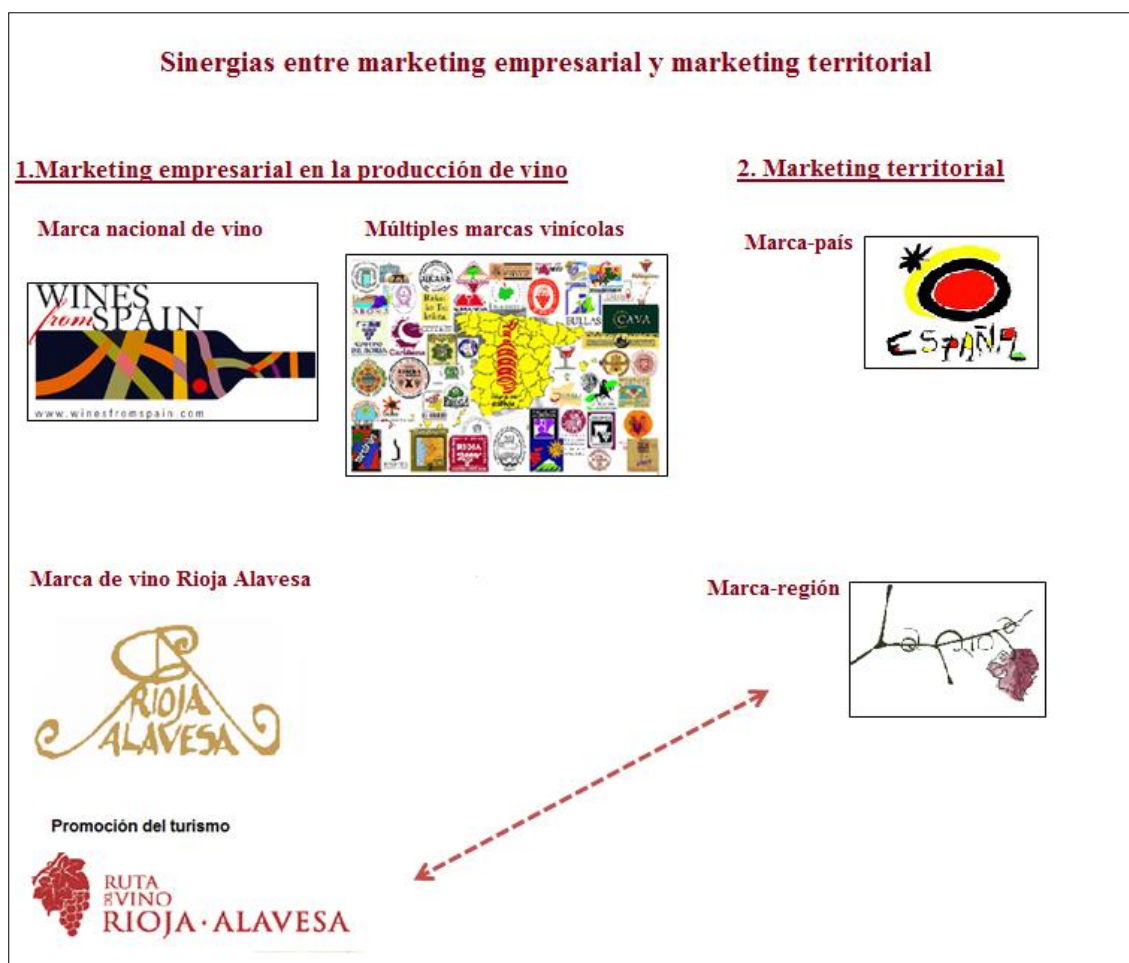 Sinergias entre marketing empresarial y marketing territorial
1.Marketing empresarial en la producción de vino
2. Marketing territorial
Marca nacional de vino
Múltiples marcas vinícolas
Marca-país
WINES
from SPAIN
www.winesfromspain.com
BULLAS
CAVA
RIOJA
ESPAÑA
Marca de vino Rioja Alavesa
Marca-región
RIOJA
ALAVESA
Promoción del turismo
RUTA
DEL VINO
RIOJA · ALAVESA